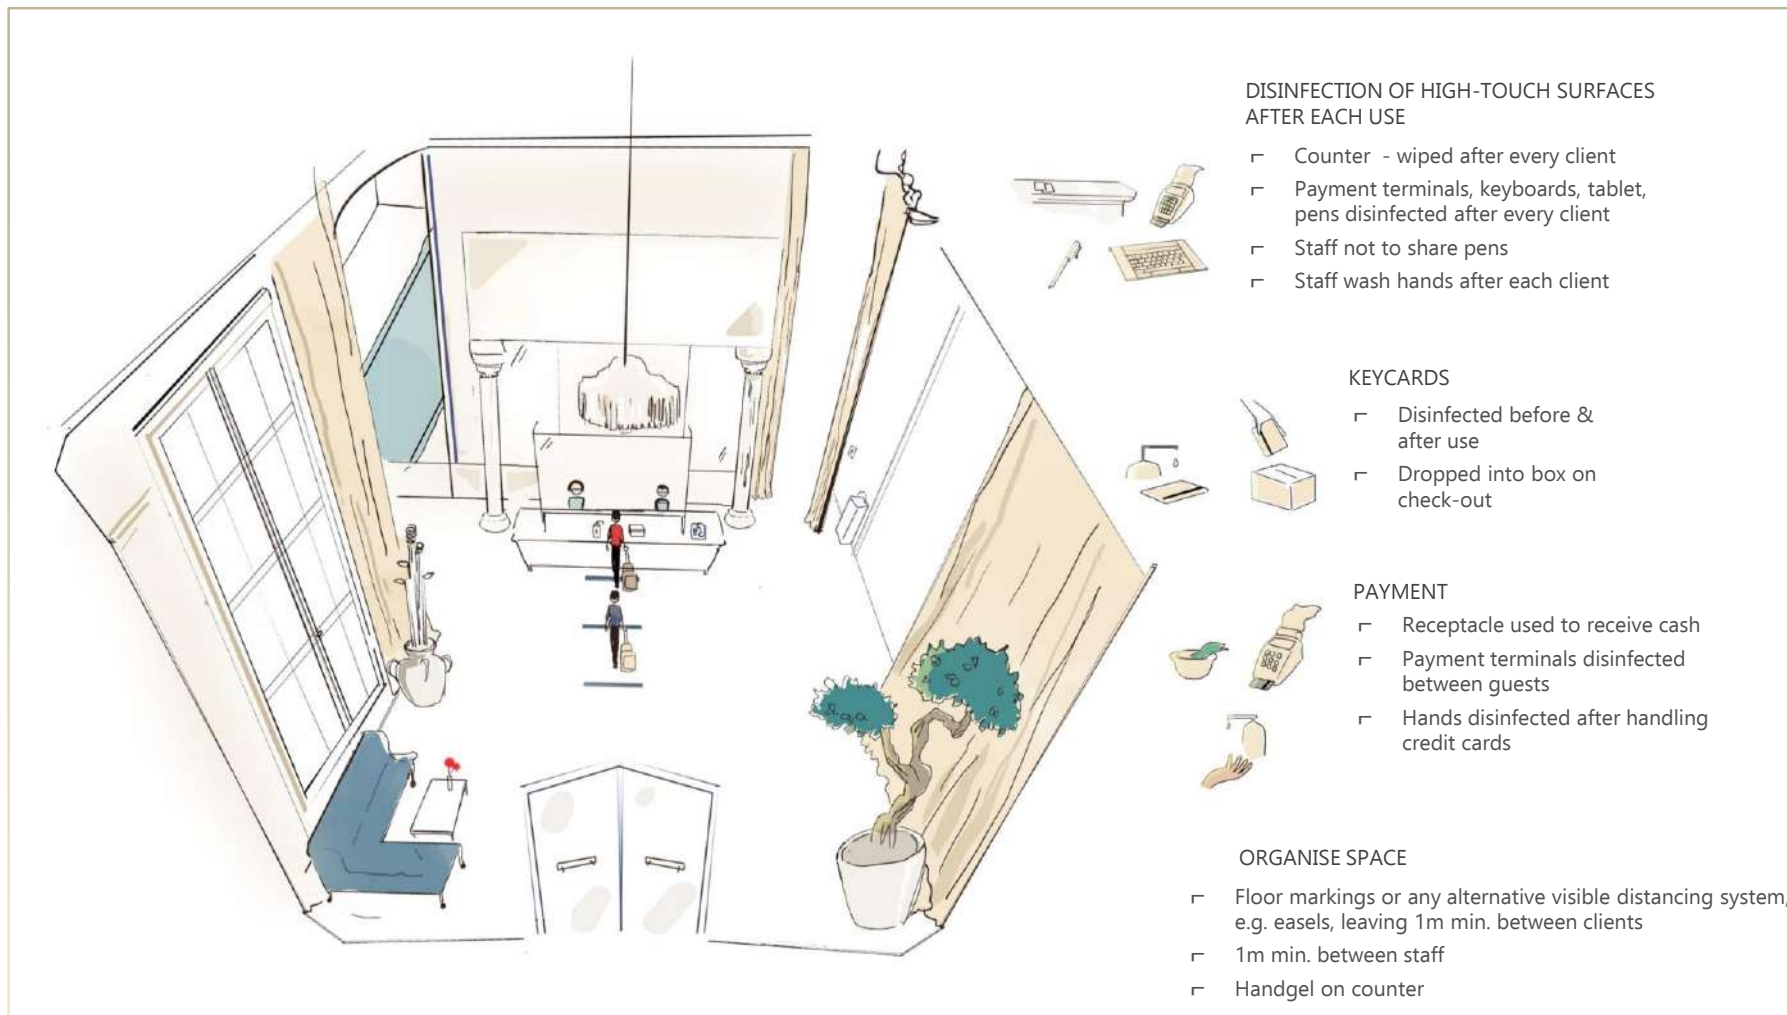 DISINFECTION OF HIGH-TOUCH SURFACES
AFTER EACH USE
Counter - wiped after every client
Payment terminals, keyboards, tablet,
pens disinfected after every client
Staff not to share pens
Staff wash hands after each client
KEYCARDS
Disinfected before &
after use
Dropped into box on
check-out
PAYMENT
Receptacle used to receive cash
Payment terminals disinfected
between guests
Hands disinfected after handling
credit cards
ORGANISE SPACE
Floor markings or any alternative visible distancing system,
e.g. easels, leaving 1m min. between clients
1m min. between staff
Handgel on counter